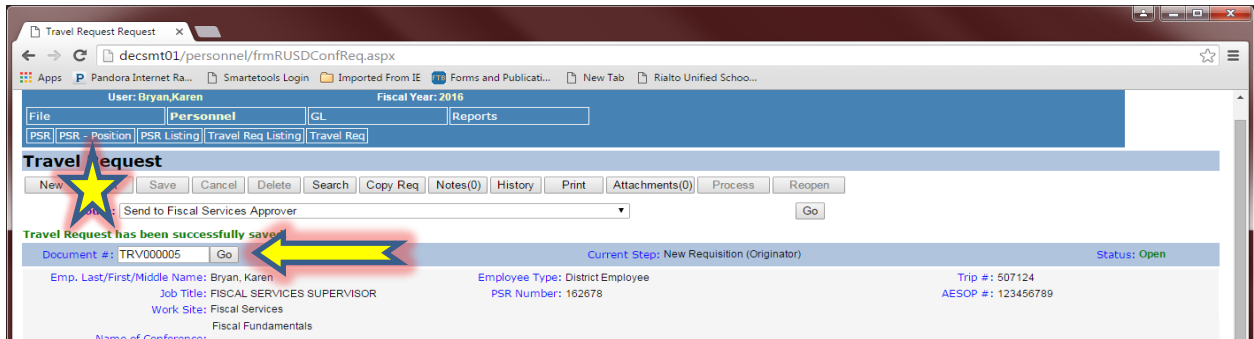 Travel Request Request
decsmt01/personnel/frmRUSDConfReq.aspx
Apps Pandora Internet Ra... Smartetools Login Imported From IE FTB Forms and Publicati... New Tab Rialto Unified Schoo...
User: Bryan,Karen Fiscal Year: 2016
File Personnel GL Reports
PSR PSR - Position PSR Listing Travel Req Listing Travel Req
Travel Request
New Save Cancel Delete Search Copy Req Notes(0) History Print Attachments(0) Process Reopen
Send to Fiscal Services Approver Go
Travel Request has been successfully saved
Document #: TRV000005 Go Current Step: New Requisition (Originator) Status: Open
Emp. Last/First/Middle Name: Bryan, Karen Employee Type: District Employee Trip #: 507124
Job Title: FISCAL SERVICES SUPERVISOR PSR Number: 162678 AESOP #: 123456789
Work Site: Fiscal Services
Fiscal Fundamentals
Name of Conference: